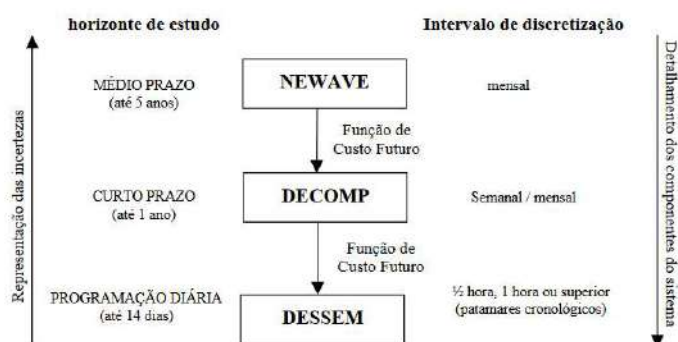 horizonte de estudo
Intervalo de discretização
Representação das incertezas
MÉDIO PRAZO
(até 5 anos)
NEWAVE
mensal
Função de
Custo Futuro
CURTO PRAZO
(até 1 ano)
DECOMP
Semanal / mensal
Função de
Custo Futuro
PROGRAMAÇÃO DIÁRIA
(até 14 dias)
DESSEM
½ hora, 1 hora ou superior
(patamares cronológicos)
Detalhamento dos componentes do sistema